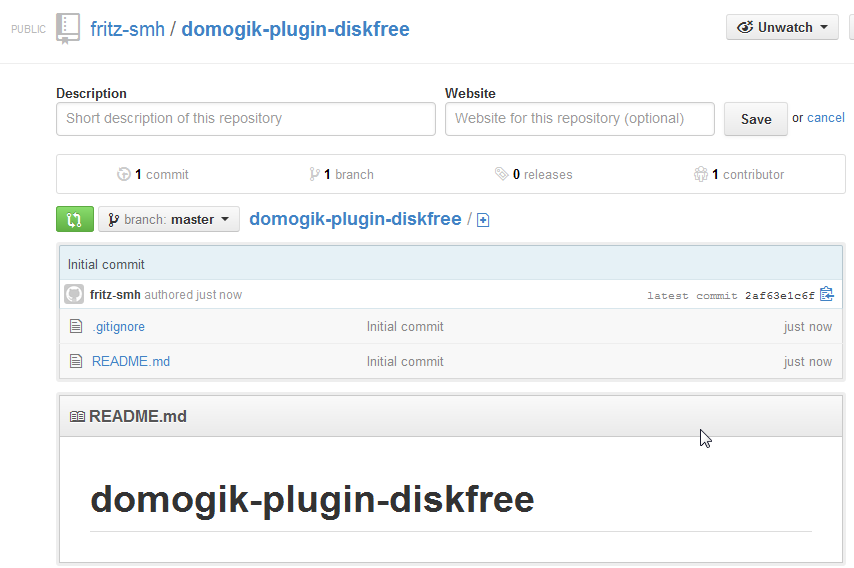 PUBLIC fritz-smh / domogik-plugin-diskfree Unwatch
Description Website
Short description of this repository Website for this repository (optional) Save or cancel
1 commit 1 branch 0 releases 1 contributor
branch: master domogik-plugin-diskfree /
Initial commit
fritz-smh authored just now latest commit 2af63e1c6f
.gitignore Initial commit just now
README.md Initial commit just now
README.md
domogik-plugin-diskfree